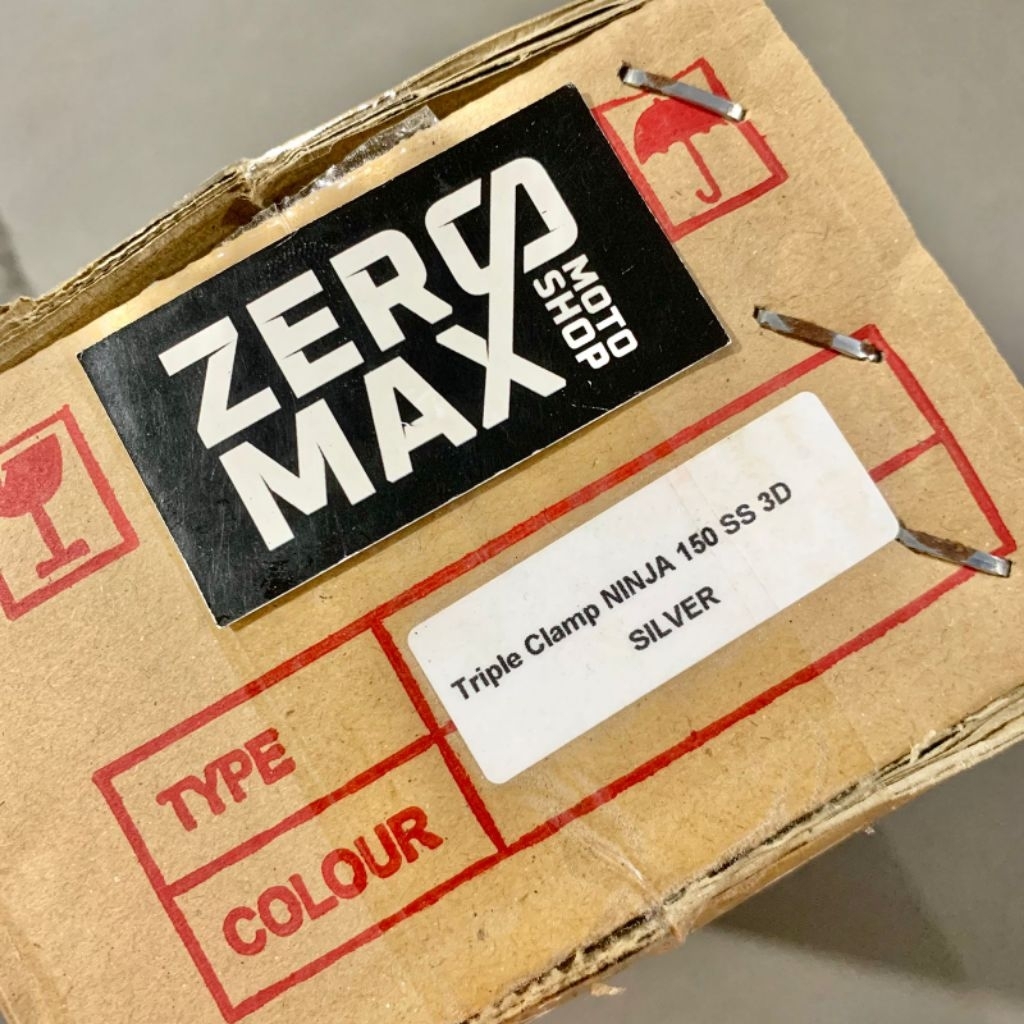 ZERO
MAX
MOTO
SHOP
Triple Clamp NINJA 150 SS 3D
SILVER
TYPE
COLOUR